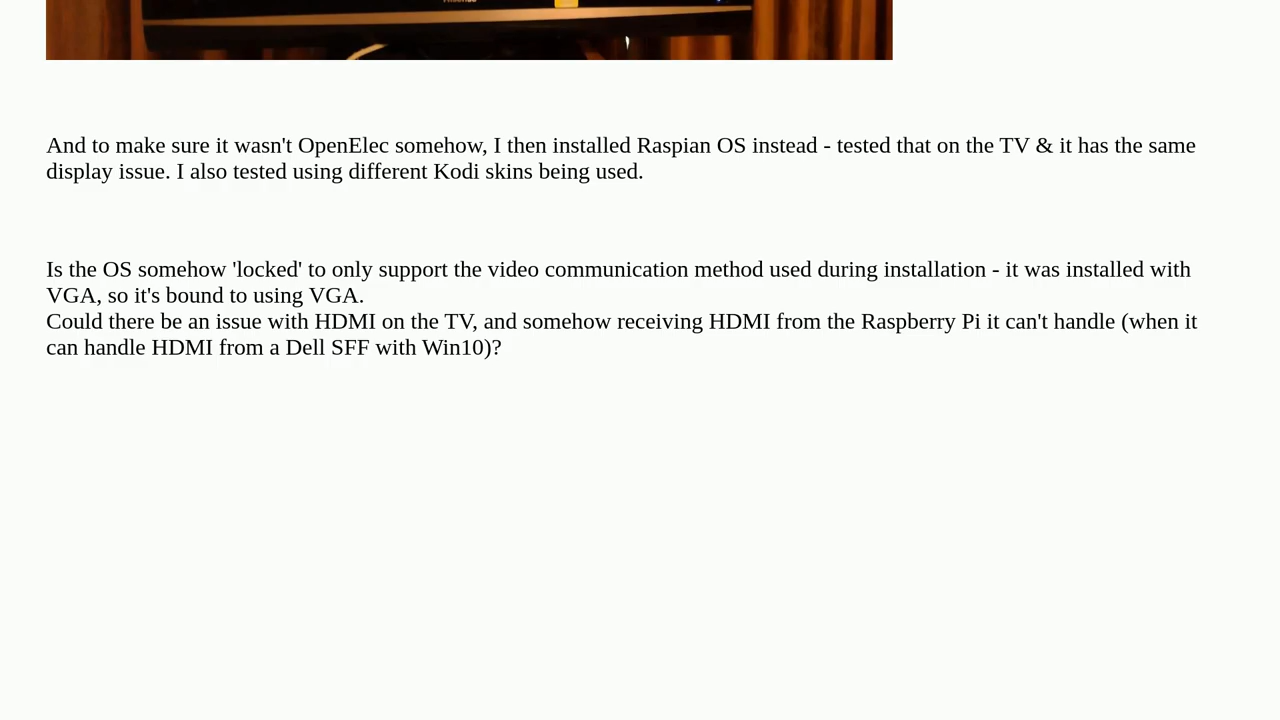 And to make sure it wasn't OpenElec somehow, I then installed Raspian OS instead - tested that on the TV & it has the same
display issue. I also tested using different Kodi skins being used.
Is the OS somehow 'locked' to only support the video communication method used during installation - it was installed with
VGA, so it's bound to using VGA.
Could there be an issue with HDMI on the TV, and somehow receiving HDMI from the Raspberry Pi it can't handle (when it
can handle HDMI from a Dell SFF with Win10)?